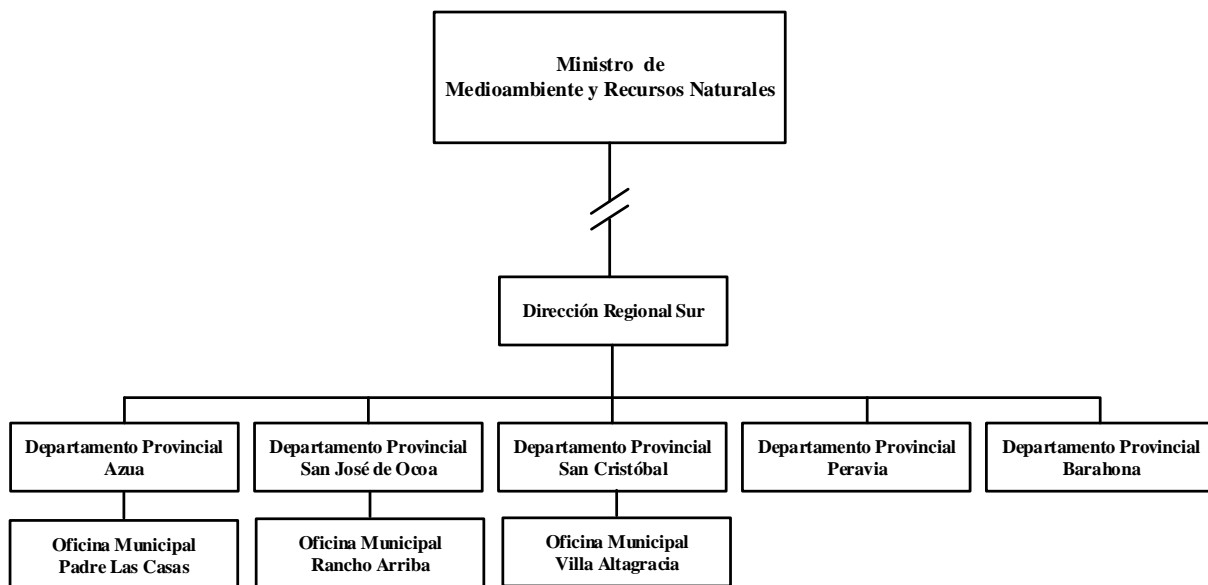 Ministro de
Medioambiente y Recursos Naturales
Dirección Regional Sur
Departamento Provincial
Azua
Departamento Provincial
San José de Ocoa
Departamento Provincial
San Cristóbal
Departamento Provincial
Peravia
Departamento Provincial
Barahona
Oficina Municipal
Padre Las Casas
Oficina Municipal
Rancho Arriba
Oficina Municipal
Villa Altagracia